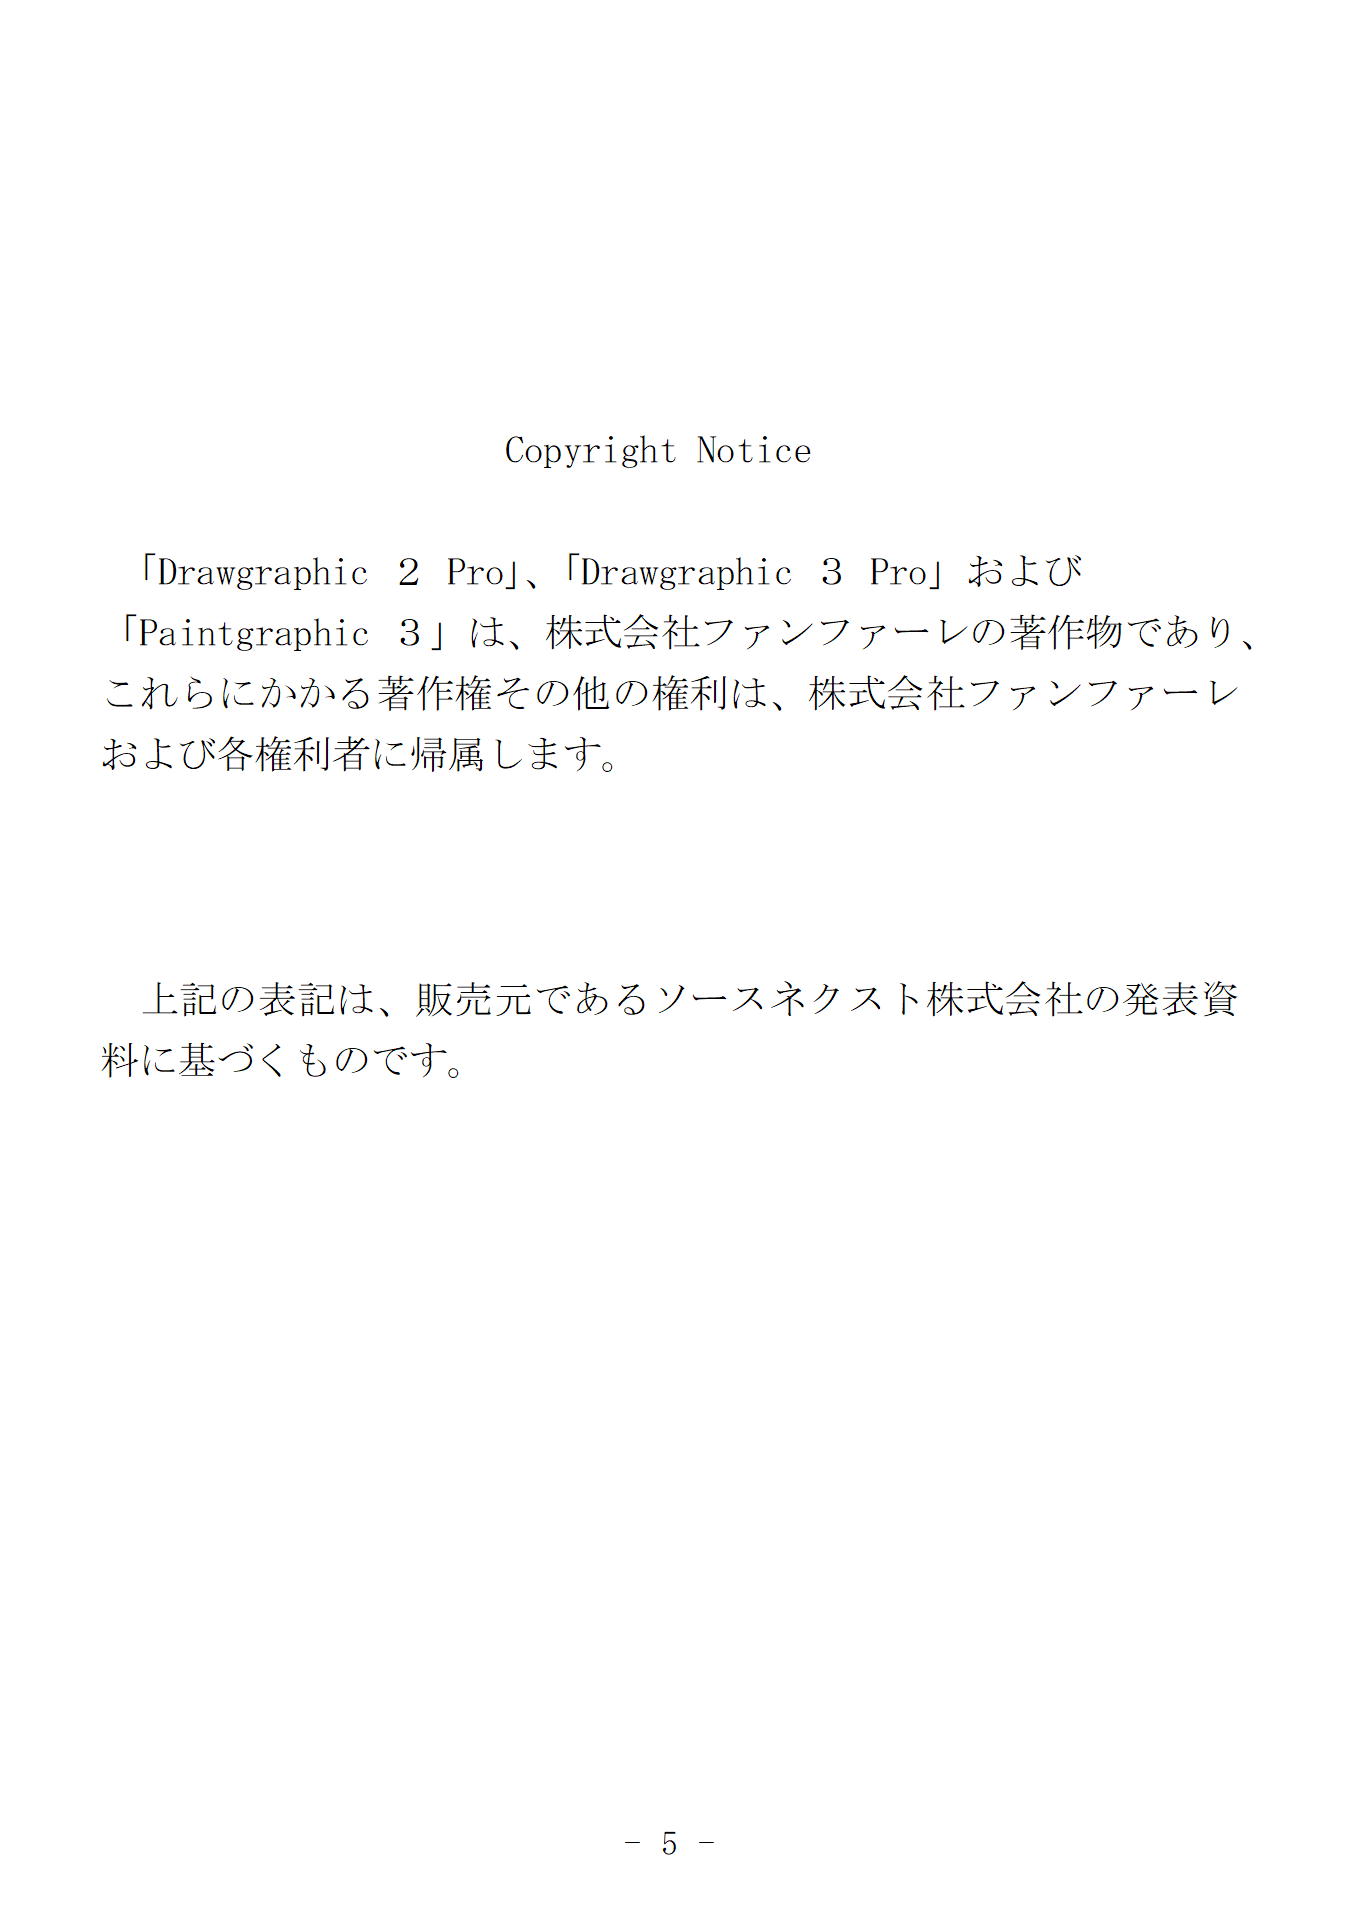 Copyright Notice
「Drawgraphic ２ Pro」、「Drawgraphic ３ Pro」および
「Paintgraphic ３」は、株式会社ファンファーレの著作物であり、
これらにかかる著作権その他の権利は、株式会社ファンファーレ
および各権利者に帰属します。
上記の表記は、販売元であるソースネクスト株式会社の発表資
料に基づくものです。
- 5 -